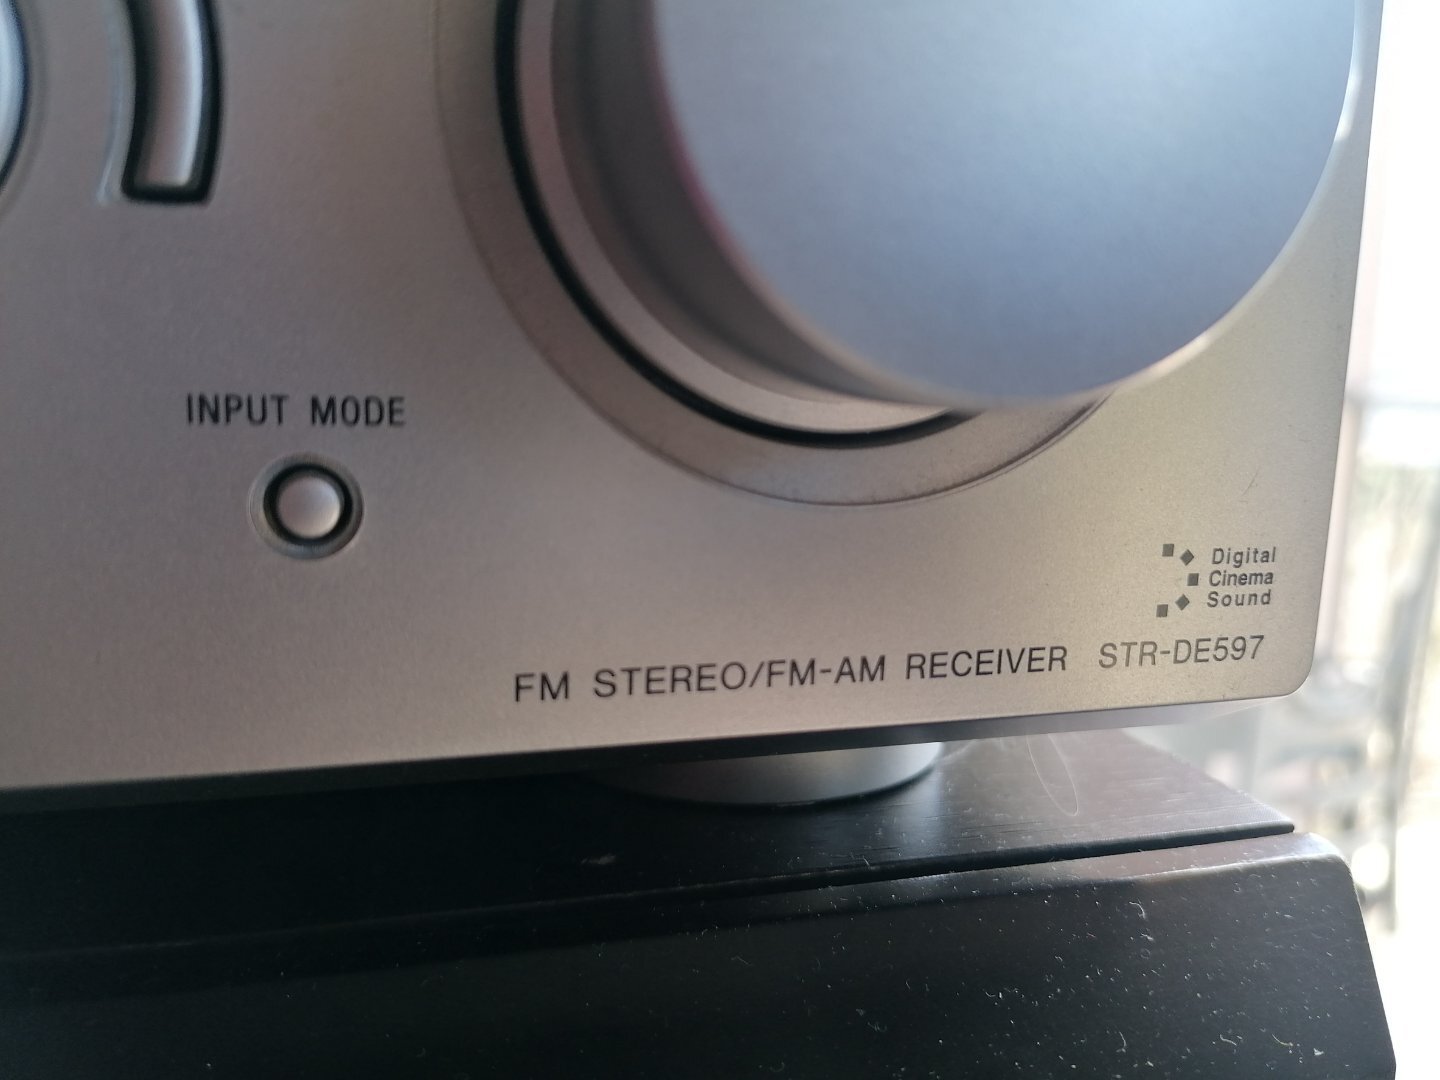 INPUT MODE
Digital
Cinema
Sound
FM STEREO/FM-AM RECEIVER STR-DE597